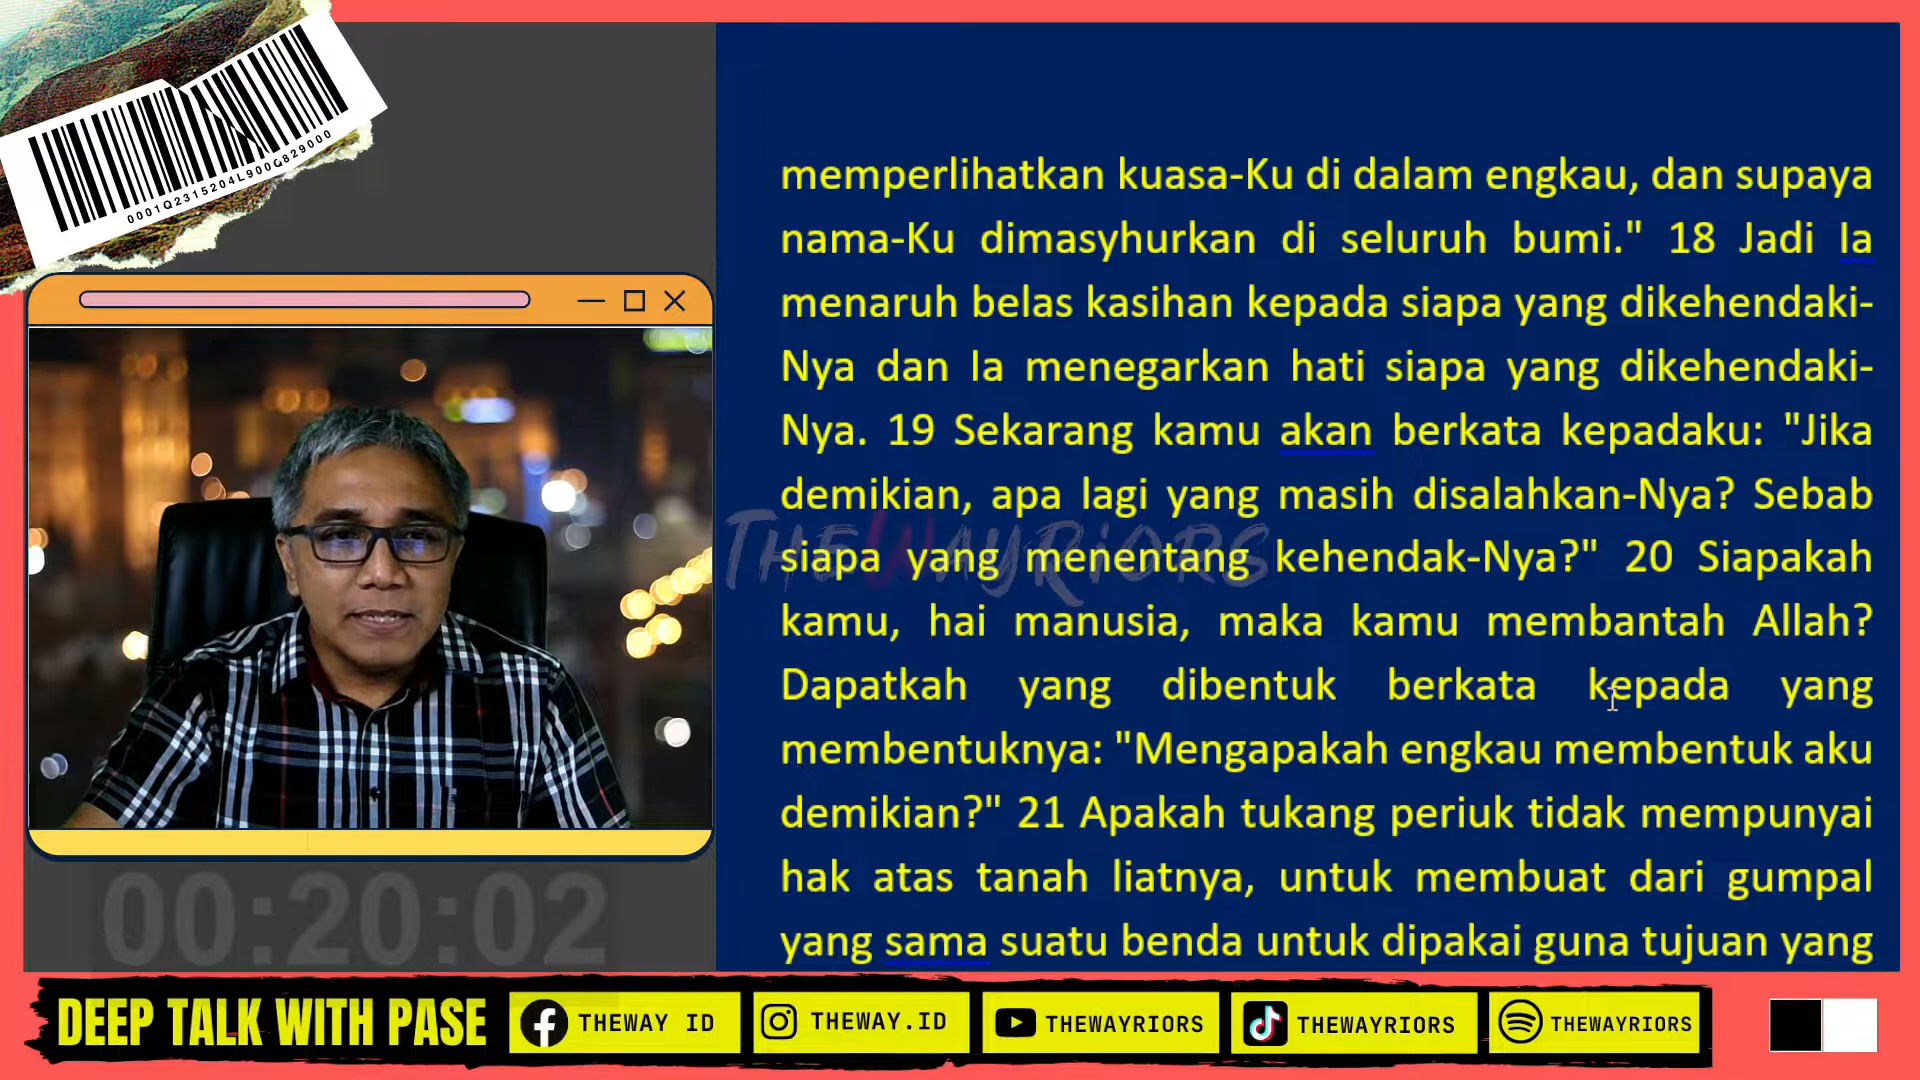 0001Q2315204L900G829000
memperlihatkan kuasa-Ku di dalam engkau, dan supaya
nama-Ku dimasyhurkan di seluruh bumi." 18 Jadi Ia
menaruh belas kasihan kepada siapa yang dikehendaki-
Nya dan Ia menegarkan hati siapa yang dikehendaki-
Nya. 19 Sekarang kamu akan berkata kepadaku: "Jika
demikian, apa lagi yang masih disalahkan-Nya? Sebab
siapa yang menentang kehendak-Nya?" 20 Siapakah
kamu, hai manusia, maka kamu membantah Allah?
Dapatkah yang dibentuk berkata kepada yang
membentuknya: "Mengapakah engkau membentuk aku
demikian?" 21 Apakah tukang periuk tidak mempunyai
hak atas tanah liatnya, untuk membuat dari gumpal
yang sama suatu benda untuk dipakai guna tujuan yang
THEWAYRIORS
00:20:02
DEEP TALK WITH PASE THEWAY ID THEWAY.ID THEWAYRIORS THEWAYRIORS THEWAYRIORS